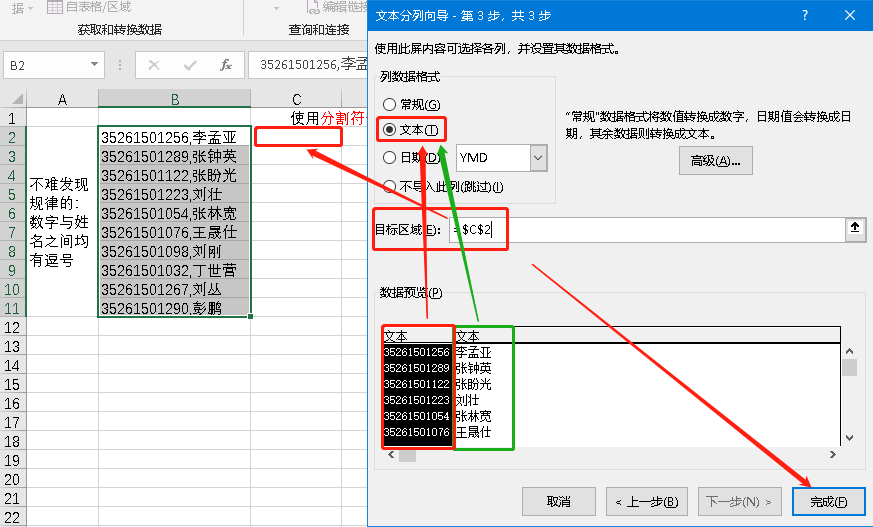 据
自表格/区域
编辑链接
获取和转换数据
查询和连接
B2
fx
35261501256,李孟
A
B
C
1
使用分割符
2
35261501256,李孟亚
3
35261501289,张钟英
4
35261501122,张盼光
5
35261501223,刘壮
6
35261501054,张林宽
7
35261501076,王晟仕
8
35261501098,刘刚
9
35261501032,丁世营
10
35261501267,刘丛
11
35261501290,彭鹏
不难发现
规律的:
数字与姓
名之间均
有逗号
12
13
14
15
16
17
18
19
20
21
22
文本分列向导 - 第 3 步，共 3 步
?
使用此屏内容可选择各列，并设置其数据格式。
列数据格式
常规(G)
文本(T)
日期(D):
YMD
不导入此列(跳过)(I)
“常规”数据格式将数值转换成数字，日期值会转换成日
期，其余数据则转换成文本。
高级(A)...
目标区域(E):
=$C$2
数据预览(P)
文本 文本
35261501256 李孟亚
35261501289 张钟英
35261501122 张盼光
35261501223 刘壮
35261501054 张林宽
35261501076 王晟仕
取消
< 上一步(B)
下一步(N) >
完成(F)